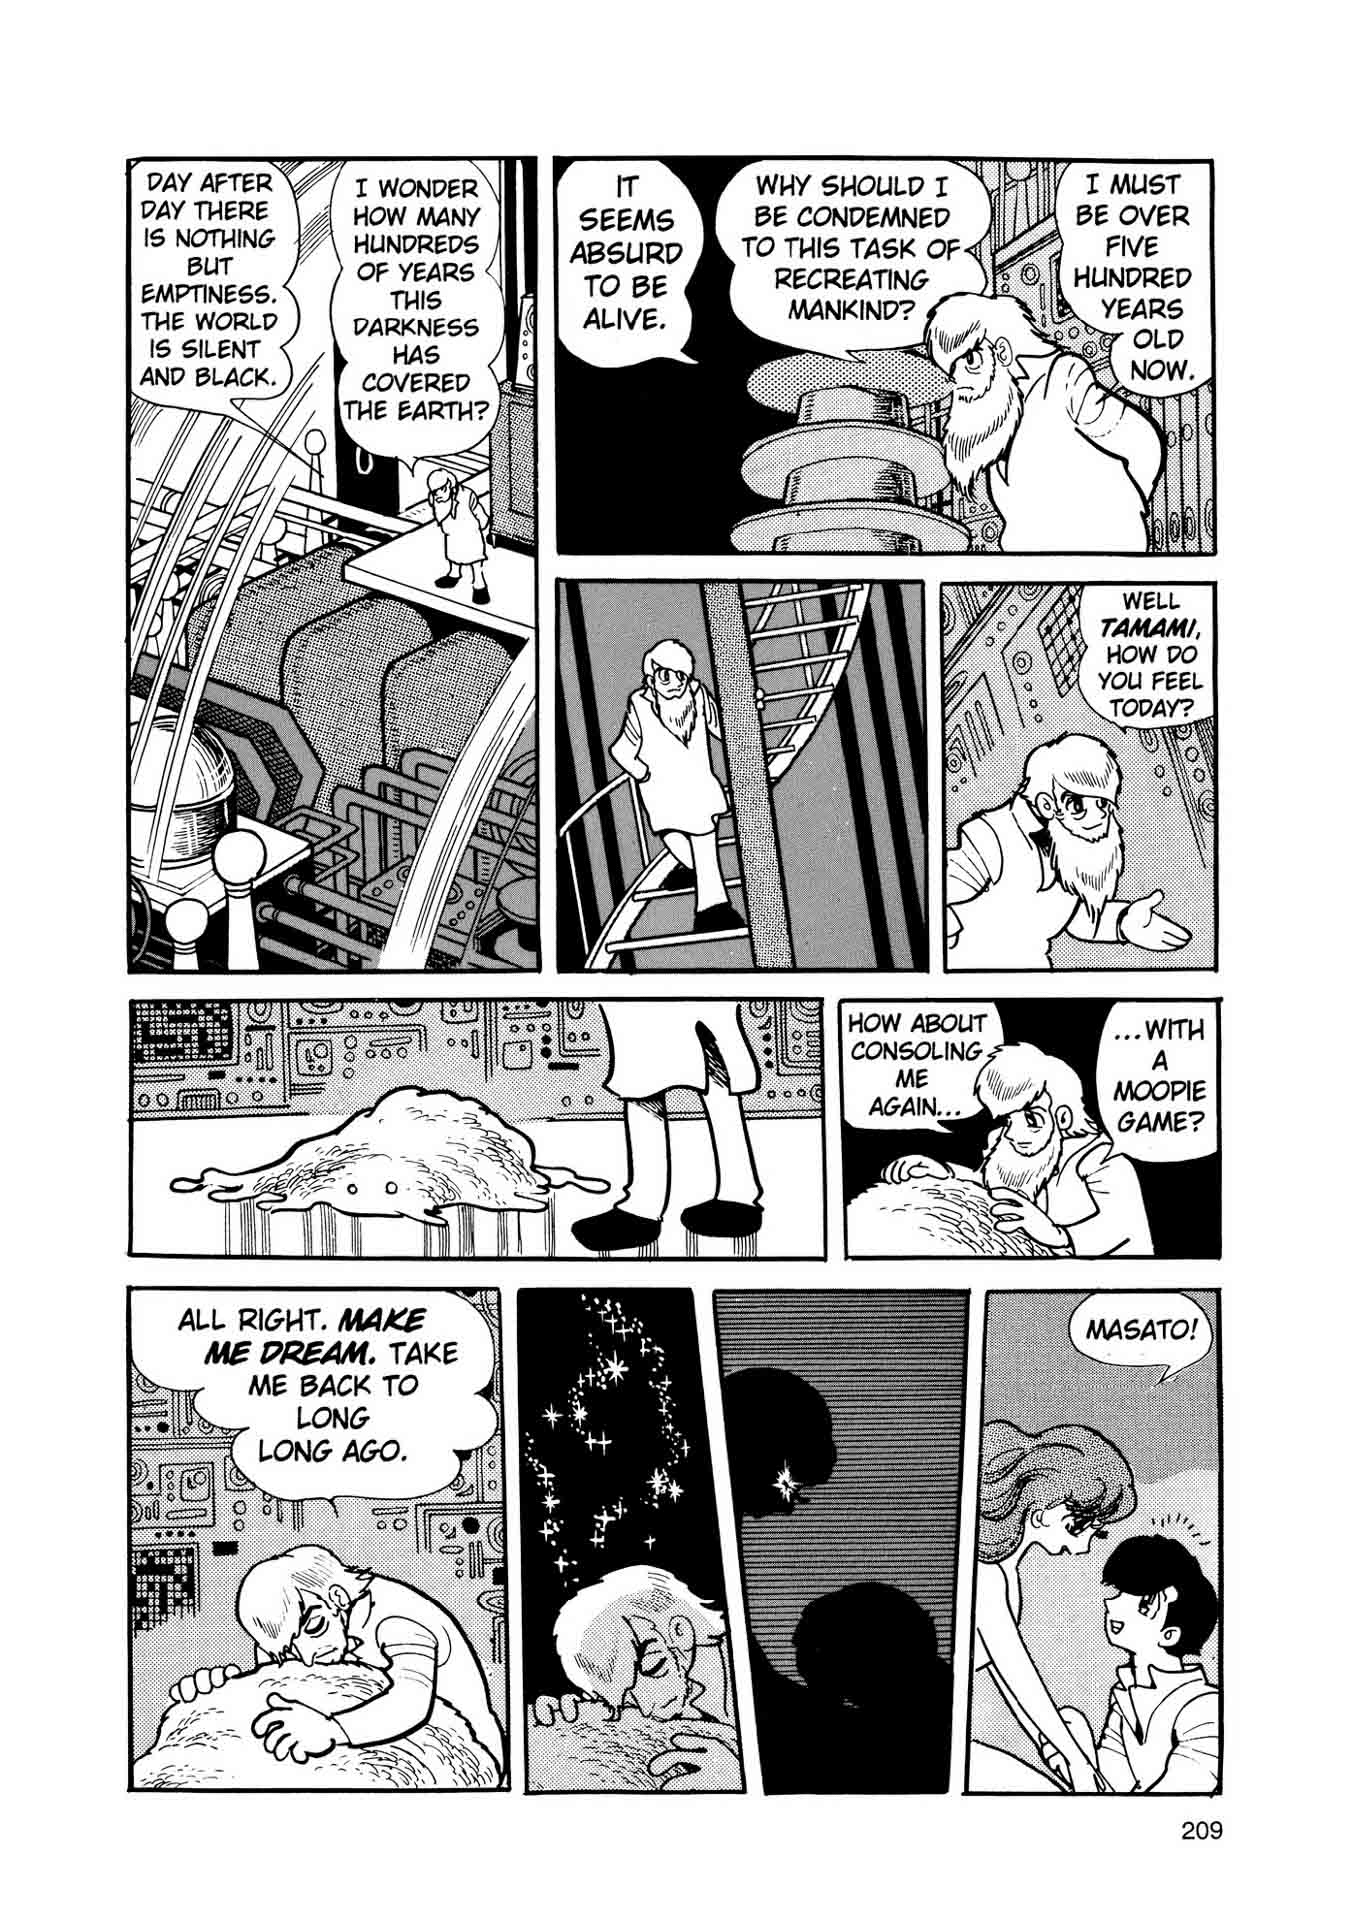 DAY AFTER
DAY THERE
IS NOTHING
BUT
EMPTINESS.
THE WORLD
IS SILENT
AND BLACK.
I WONDER
HOW MANY
HUNDREDS
OF YEARS
THIS
DARKNESS
HAS
COVERED
THE EARTH?
IT
SEEMS
ABSURD
TO BE
ALIVE.
WHY SHOULD I
BE CONDEMNED
TO THIS TASK OF
RECREATING
MANKIND?
I MUST
BE OVER
FIVE
HUNDRED
YEARS
OLD
NOW.
WELL
TAMAMI,
HOW DO
YOU FEEL
TODAY?
HOW ABOUT
CONSOLING
ME
AGAIN...
...WITH
A
MOOPIE
GAME?
ALL RIGHT. MAKE
ME DREAM. TAKE
ME BACK TO
LONG
LONG AGO.
MASATO!
209